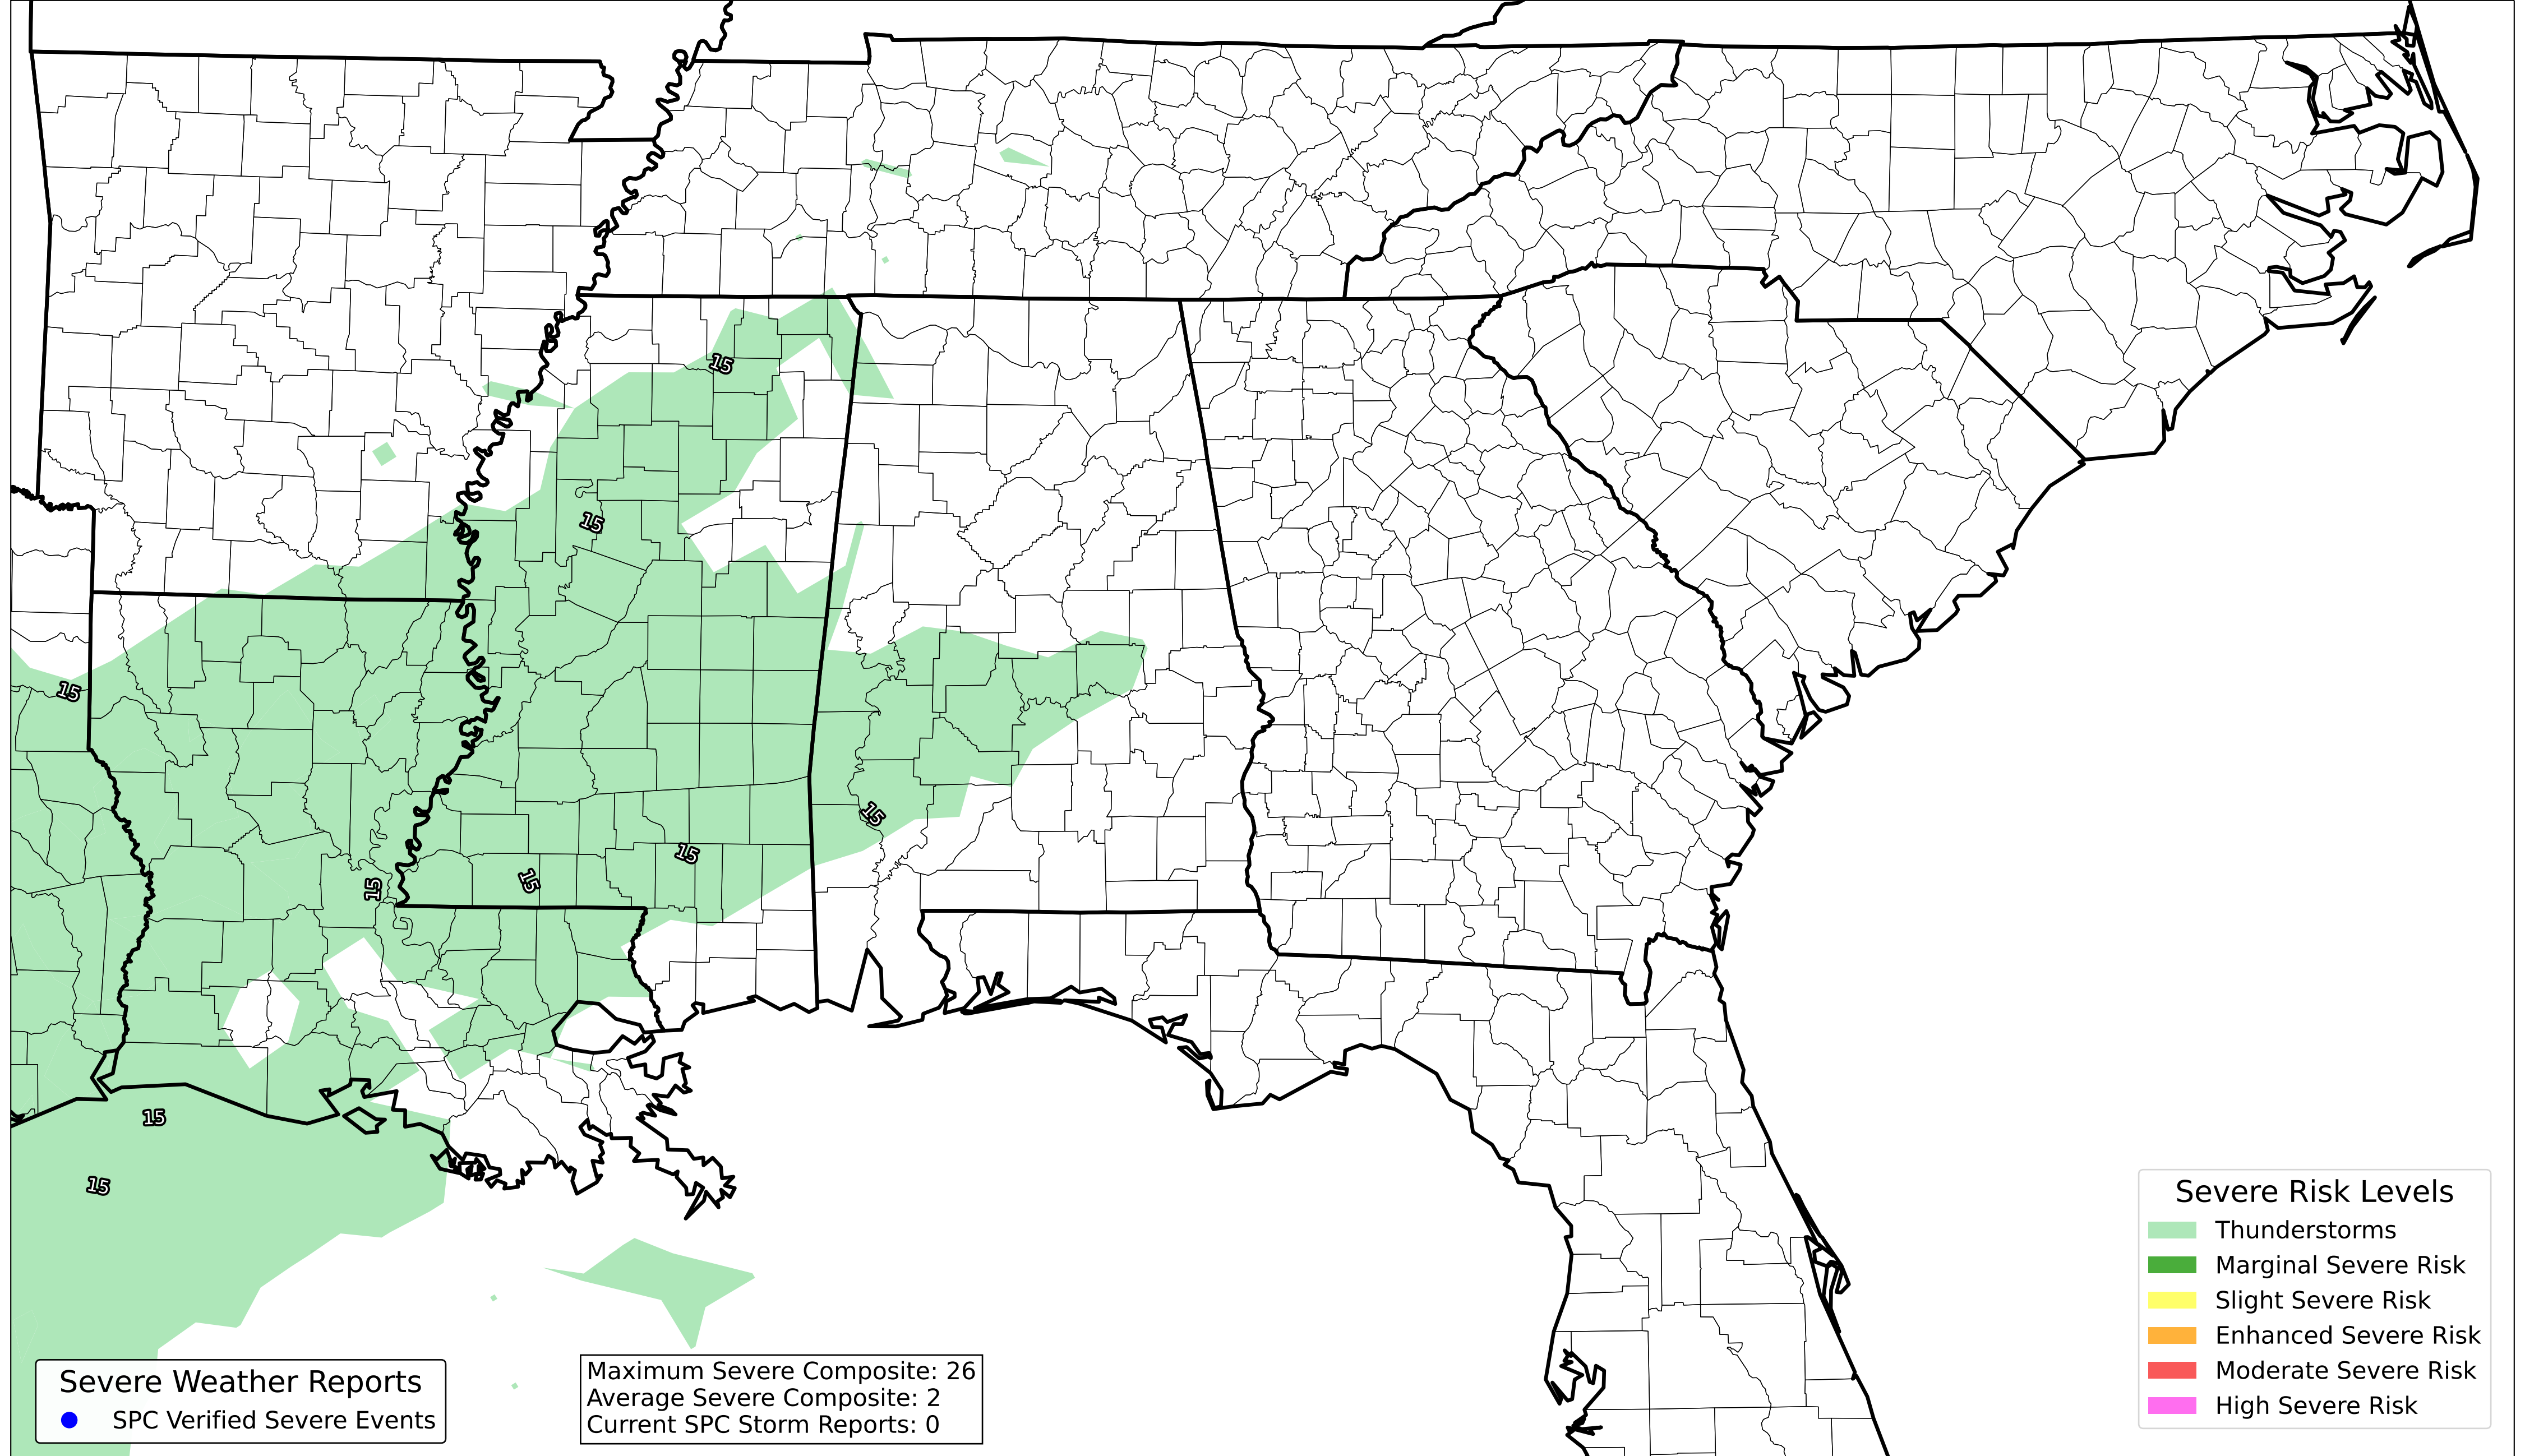 15
15
15
15
15
15
15
15
15
Severe Weather Reports
SPC Verified Severe Events
Maximum Severe Composite: 26
Average Severe Composite: 2
Current SPC Storm Reports: 0
Severe Risk Levels
Thunderstorms
Marginal Severe Risk
Slight Severe Risk
Enhanced Severe Risk
Moderate Severe Risk
High Severe Risk